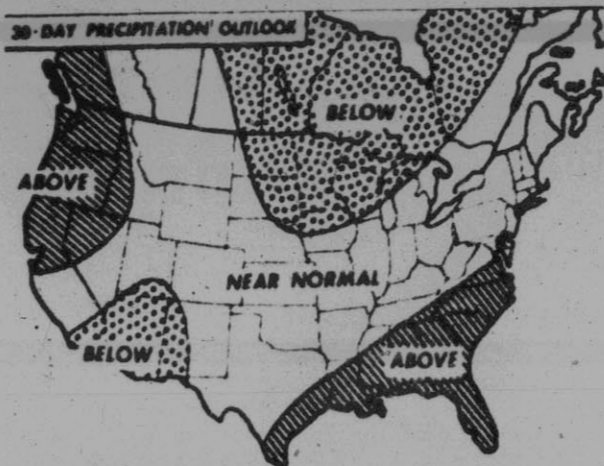 30-DAY PRECIPITATION OUTLOOK
BELOW
ABOVE
NEAR NORMAL
BELOW
ABOVE